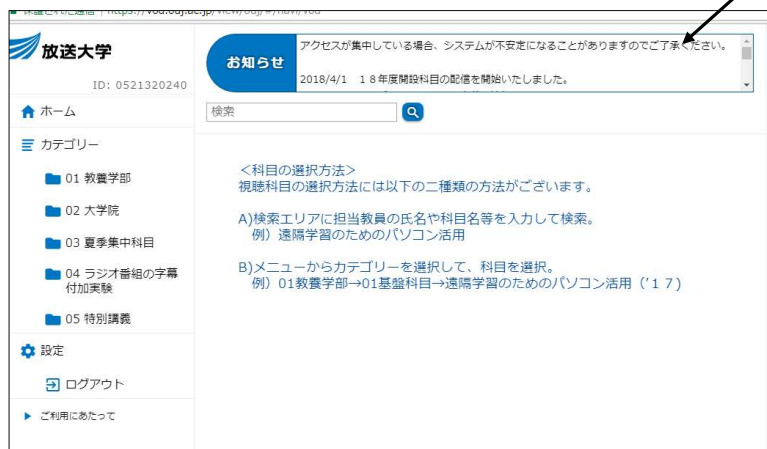 放送大学
ID: 0521320240
お知らせ
アクセスが集中している場合、システムが不安定になることがありますのでご了承ください。
2018/4/1 18年度開設科目の配信を開始いたしました。
ホーム
検索
カテゴリー
01 教養学部
02 大学院
03 夏季集中科目
04 ラジオ番組の字幕
付加実験
05 特別講義
設定
ログアウト
ご利用にあたって
＜科目の選択方法＞
視聴科目の選択方法には以下の二種類の方法がございます。
A)検索エリアに担当教員の氏名や科目名等を入力して検索。
例）遠隔学習のためのパソコン活用
B)メニューからカテゴリーを選択して、科目を選択。
例）01教養学部→01基盤科目→遠隔学習のためのパソコン活用（'１７）